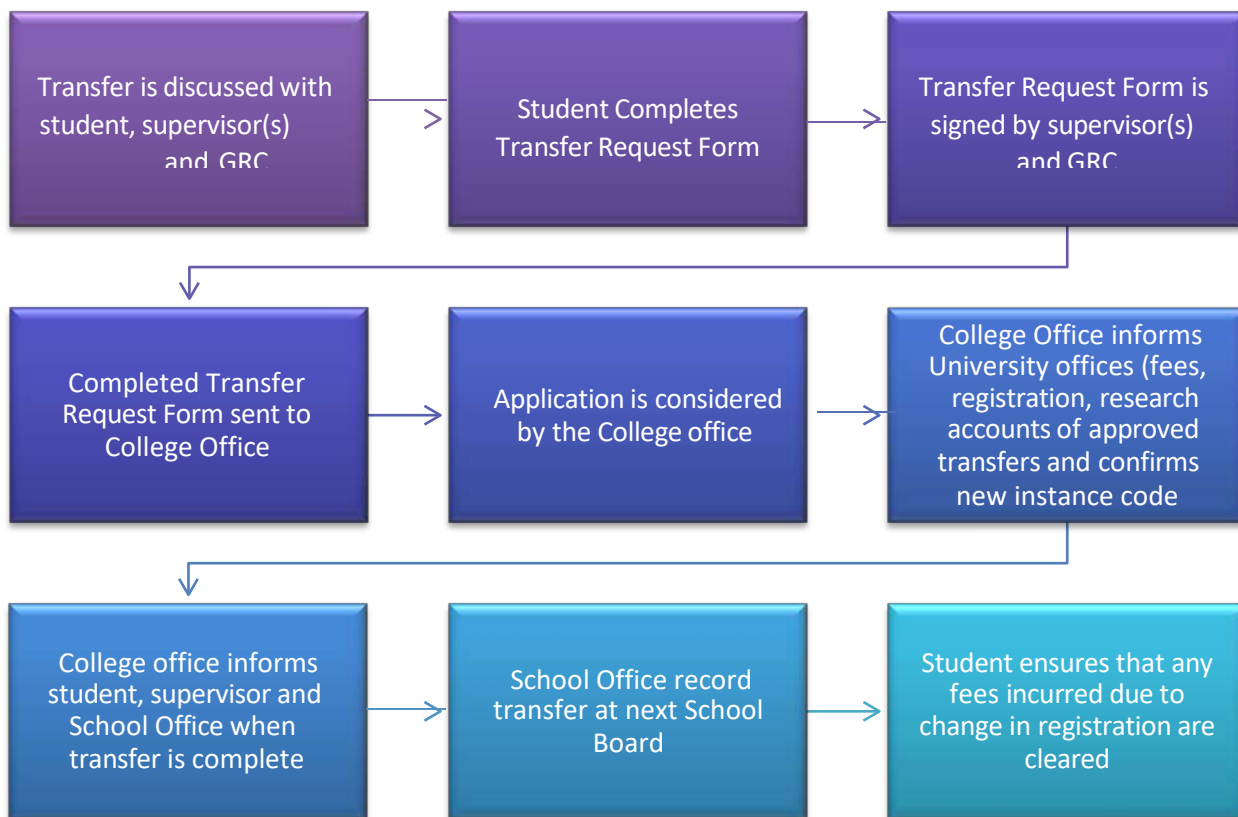 Transfer is discussed with
student, supervisor(s)
and GRC
Student Completes
Transfer Request Form
Transfer Request Form is
signed by supervisor(s)
and GRC
Completed Transfer
Request Form sent to
College Office
Application is considered
by the College office
College Office informs
University offices (fees,
registration, research
accounts of approved
transfers and confirms
new instance code
College office informs
student, supervisor and
School Office when
transfer is complete
School Office record
transfer at next School
Board
Student ensures that any
fees incurred due to
change in registration are
cleared